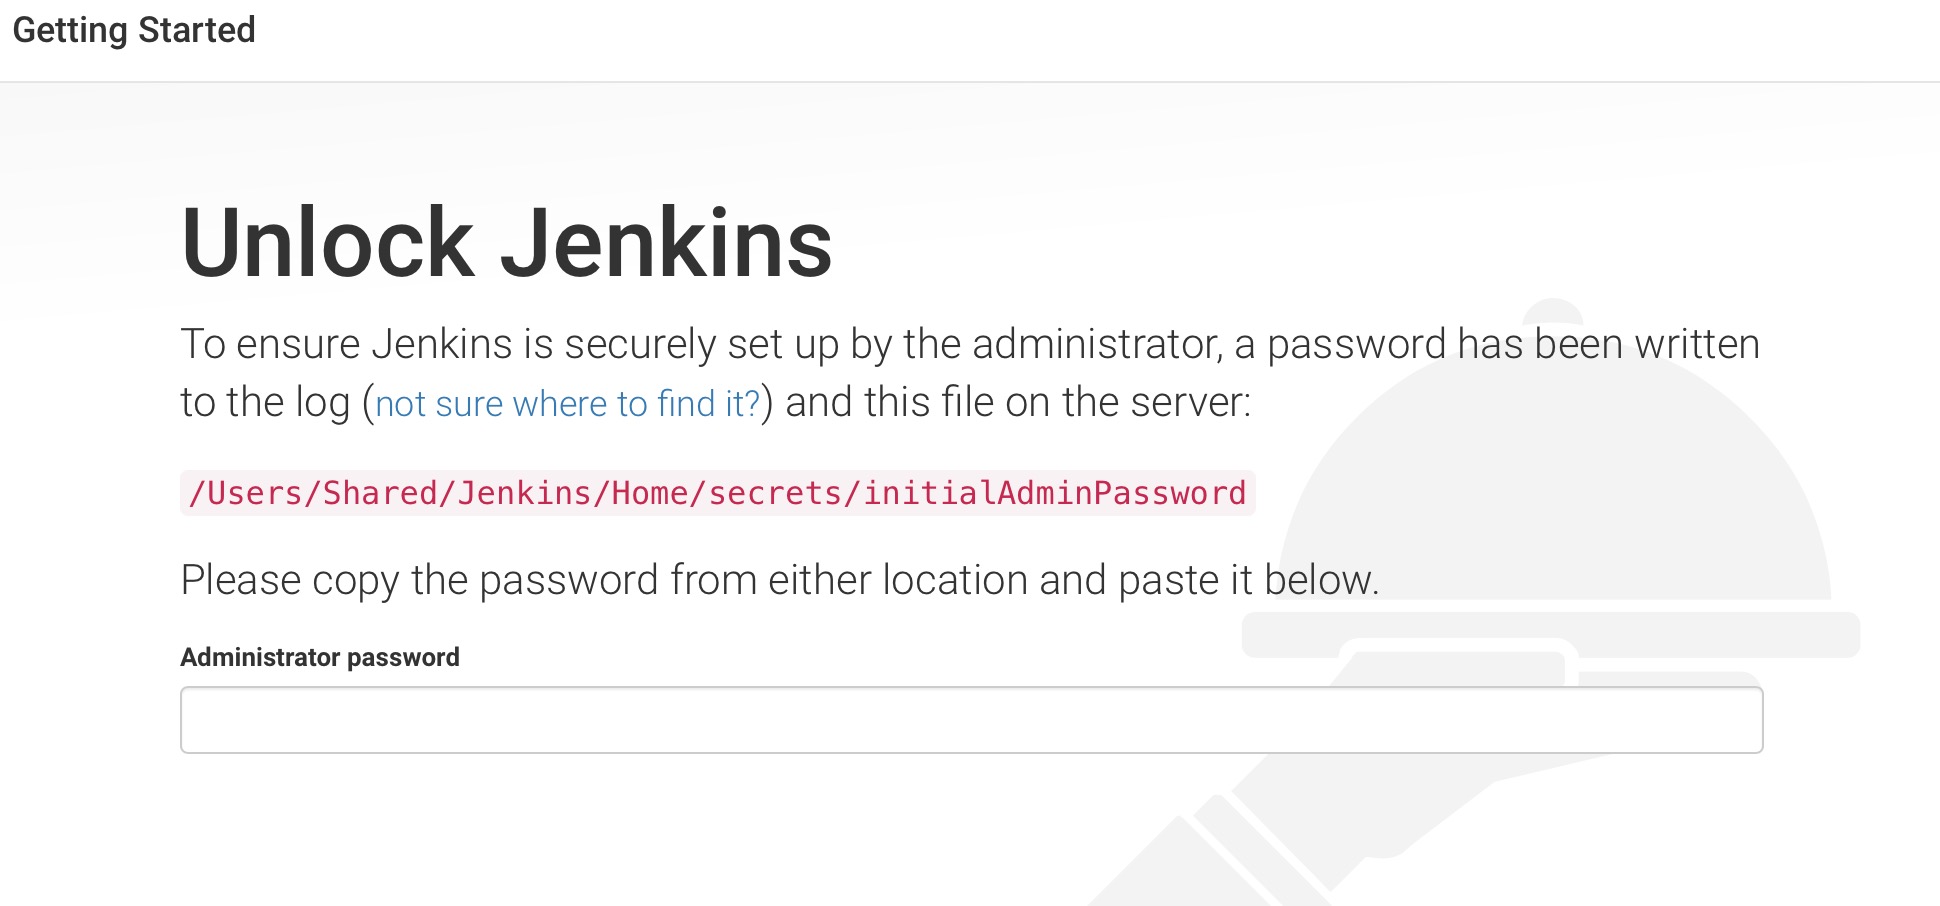 Getting Started
Unlock Jenkins
To ensure Jenkins is securely set up by the administrator, a password has been written
to the log (not sure where to find it?) and this file on the server:
/Users/Shared/Jenkins/Home/secrets/initialAdminPassword
Please copy the password from either location and paste it below.
Administrator password